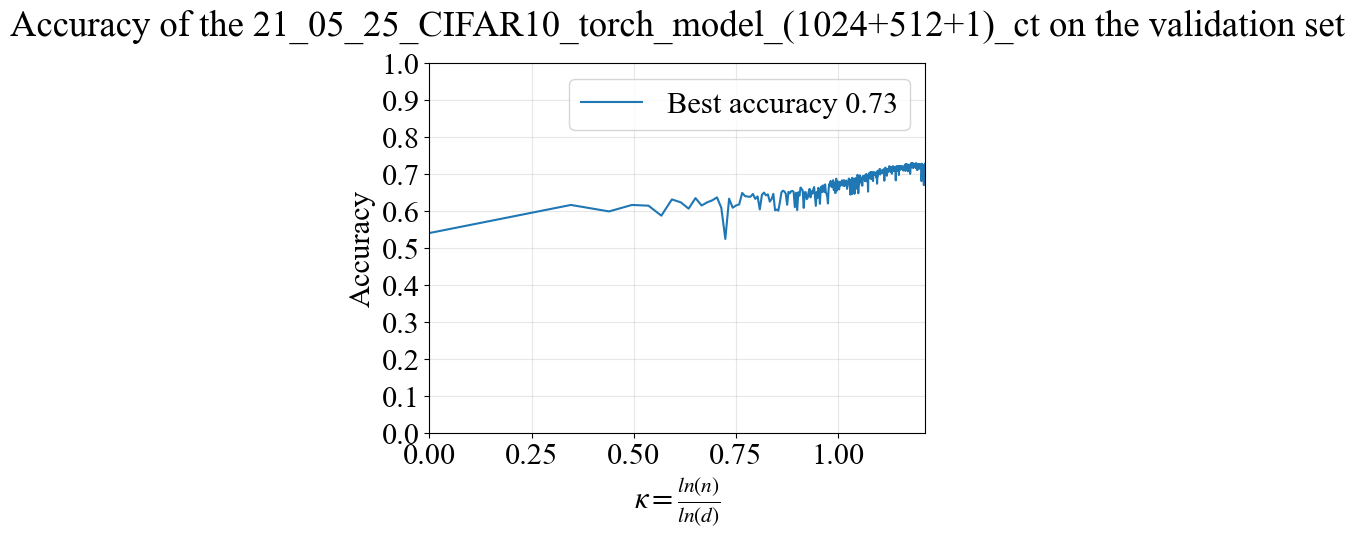 Accuracy of the 21_05_25_CIFAR10_torch_model_(1024+512+1)_ct on the validation set
1.0
0.9
0.8
0.7
0.6
0.5
0.4
0.3
0.2
0.1
0.0
Accuracy
Best accuracy 0.73
0.00 0.25 0.50 0.75 1.00
κ = ln(n)/ln(d)